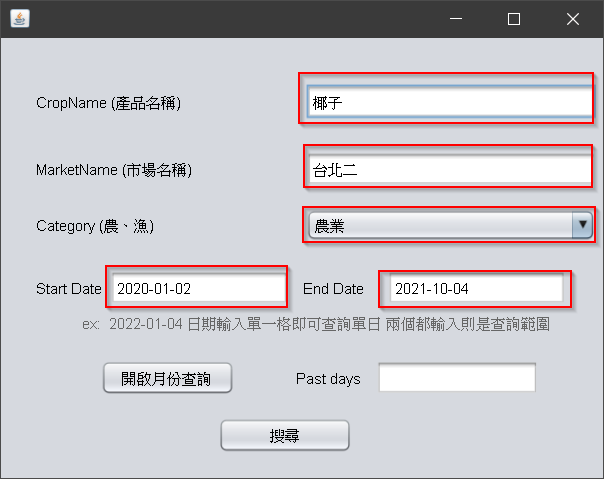 CropName (產品名稱) 椰子
MarketName (市場名稱) 台北二
Category (農、漁) 農業
Start Date 2020-01-02 End Date 2021-10-04
ex: 2022-01-04 日期輸入單一格即可查詢單日 兩個都輸入則是查詢範圍
開啟月份查詢 Past days
搜尋